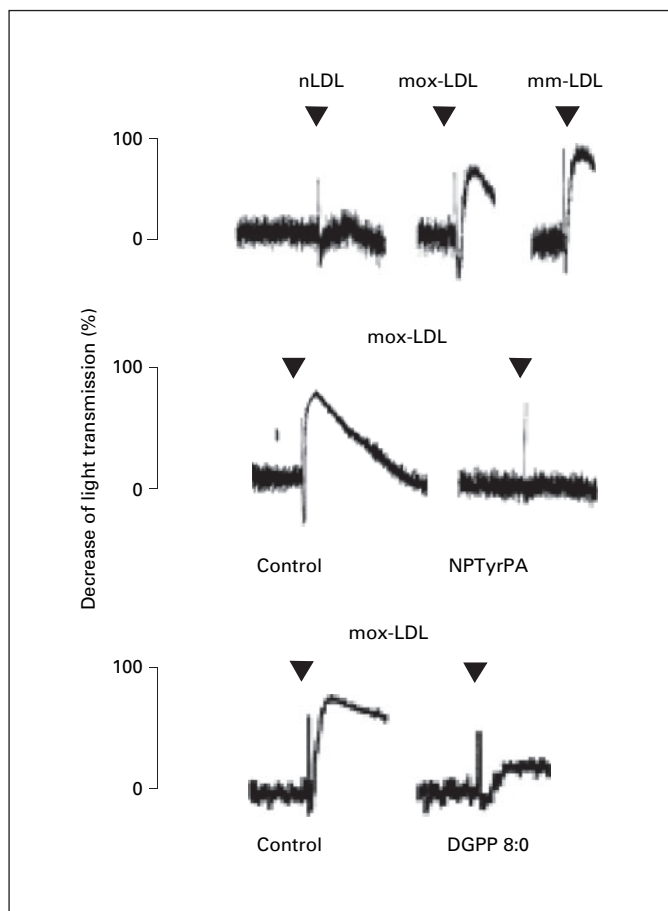 nLDL mox-LDL mm-LDL
100
0
Decrease of light transmission (%)
mox-LDL
100
0
Control NPTyrPA
mox-LDL
100
0
Control DGPP 8:0